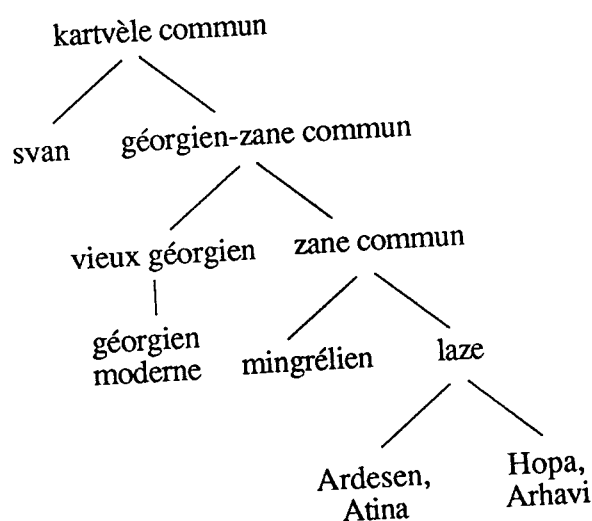 kartvèle commun
svan
géorgien-zane commun
vieux géorgien
zane commun
géorgien
moderne
mingrélien
laze
Ardesen,
Atina
Hopa,
Arhavi